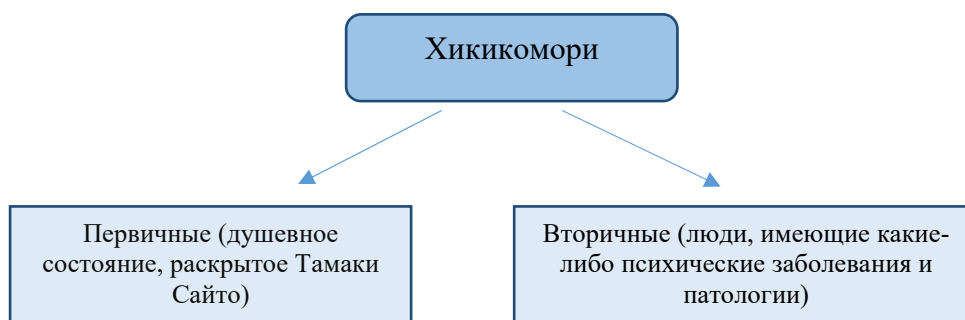 Хикикомори
Первичные (душевное
состояние, раскрытое Тамаки
Сайто)
Вторичные (люди, имеющие какие-
либо психические заболевания и
патологии)